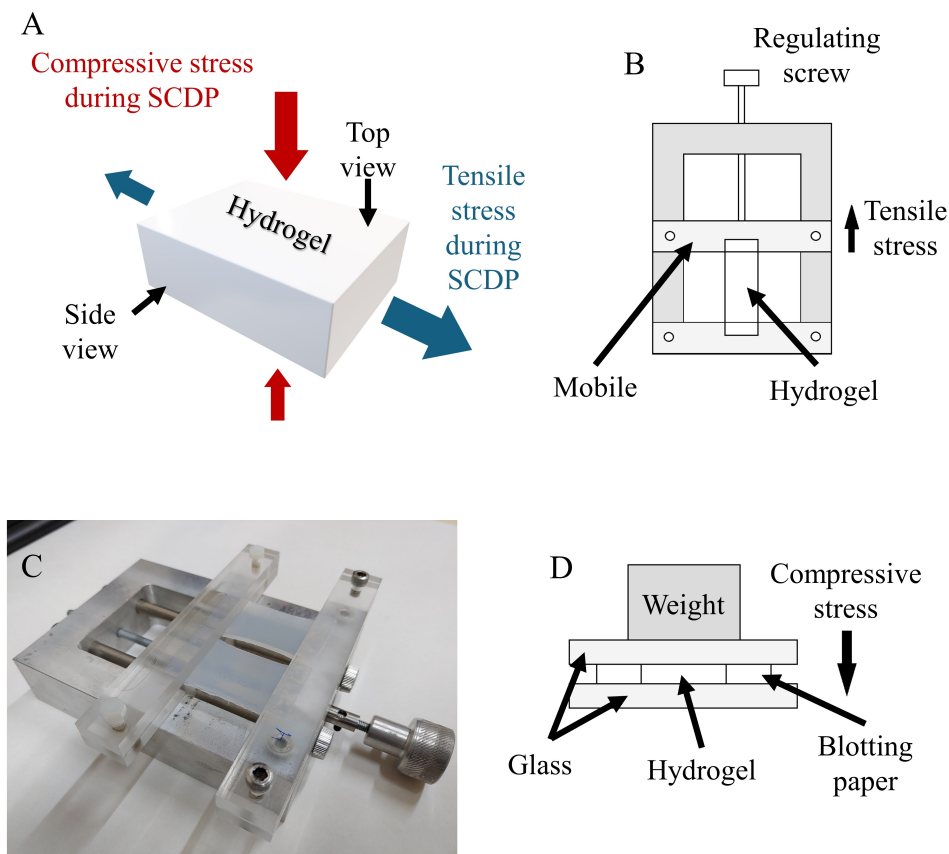 A
Compressive stress
during SCDP
Top
view
Hydrogel
Tensile
stress
during
SCDP
Side
view
B
Regulating
screw
Tensile
stress
Mobile
Hydrogel
C
D
Weight
Compressive
stress
Glass
Hydrogel
Blotting
paper